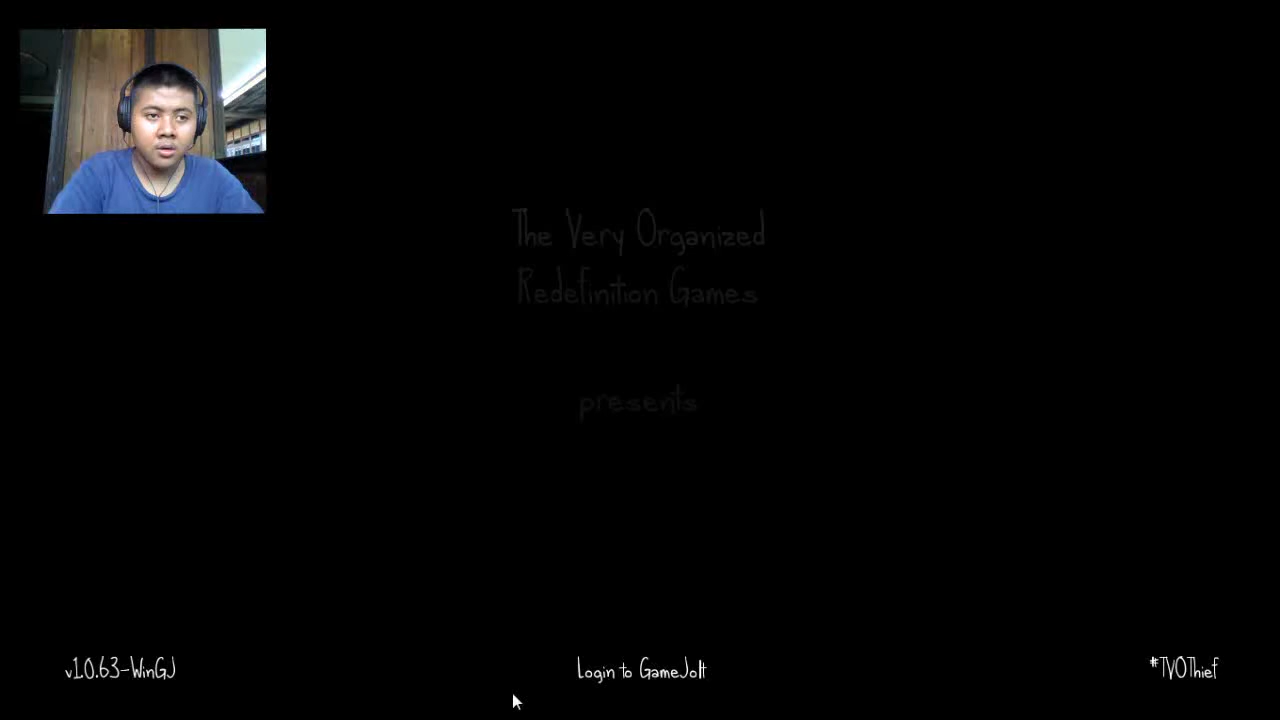 The Very Organized
Redefinition Games
presents
v1.0.63-WinGJ
Login to GameJolt
#TVOThief